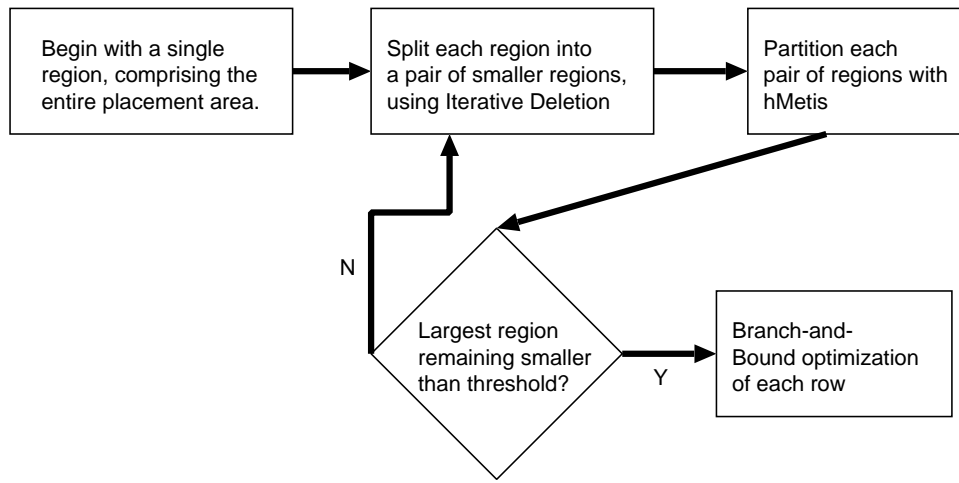 Begin with a single
region, comprising the
entire placement area.
Split each region into
a pair of smaller regions,
using Iterative Deletion
Partition each
pair of regions with
hMetis
N
Largest region
remaining smaller
than threshold?
Y
Branch-and-
Bound optimization
of each row